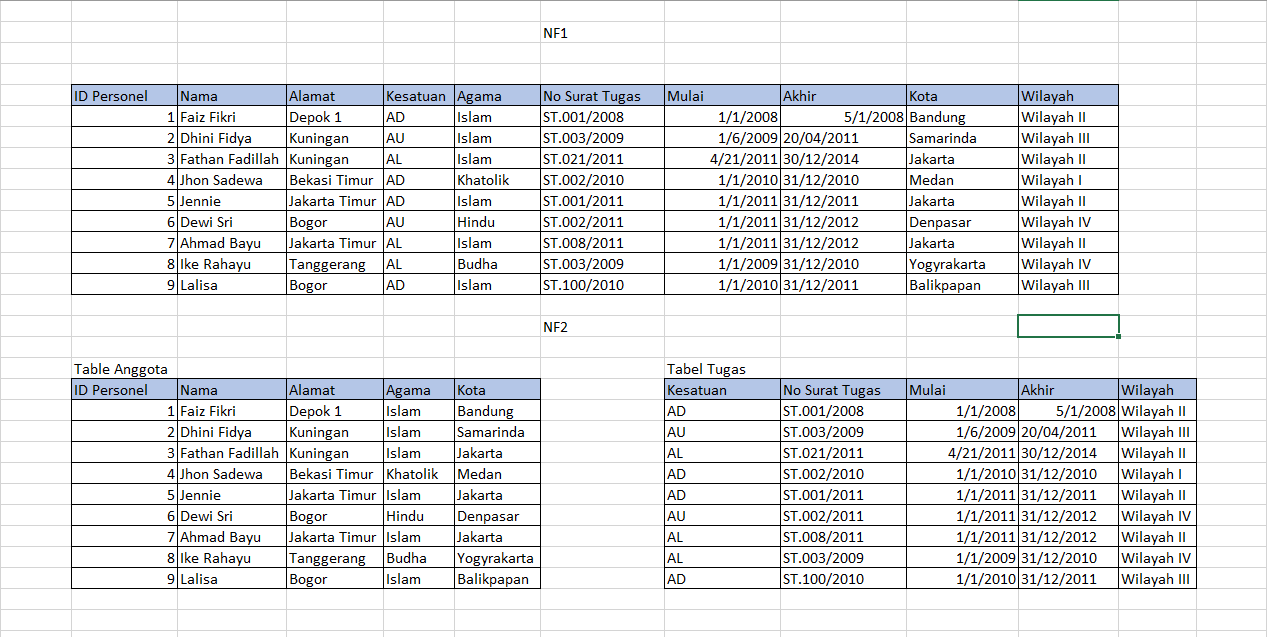 NF1
ID Personel Nama Alamat Kesatuan Agama No Surat Tugas Mulai Akhir Kota Wilayah
1 Faiz Fikri Depok 1 AD Islam ST.001/2008 1/1/2008 5/1/2008 Bandung Wilayah II
2 Dhini Fidya Kuningan AU Islam ST.003/2009 1/6/2009 20/04/2011 Samarinda Wilayah III
3 Fathan Fadillah Kuningan AL Islam ST.021/2011 4/21/2011 30/12/2014 Jakarta Wilayah II
4 Jhon Sadewa Bekasi Timur AD Khatolik ST.002/2010 1/1/2010 31/12/2010 Medan Wilayah I
5 Jennie Jakarta Timur AD Islam ST.001/2011 1/1/2011 31/12/2011 Jakarta Wilayah II
6 Dewi Sri Bogor AU Hindu ST.002/2011 1/1/2011 31/12/2012 Denpasar Wilayah IV
7 Ahmad Bayu Jakarta Timur AL Islam ST.008/2011 1/1/2011 31/12/2012 Jakarta Wilayah II
8 Ike Rahayu Tanggerang AL Budha ST.003/2009 1/1/2009 31/12/2010 Yogyrakarta Wilayah IV
9 Lalisa Bogor AD Islam ST.100/2010 1/1/2010 31/12/2011 Balikpapan Wilayah III
NF2
Table Anggota
ID Personel Nama Alamat Agama Kota
1 Faiz Fikri Depok 1 Islam Bandung
2 Dhini Fidya Kuningan Islam Samarinda
3 Fathan Fadillah Kuningan Islam Jakarta
4 Jhon Sadewa Bekasi Timur Khatolik Medan
5 Jennie Jakarta Timur Islam Jakarta
6 Dewi Sri Bogor Hindu Denpasar
7 Ahmad Bayu Jakarta Timur Islam Jakarta
8 Ike Rahayu Tanggerang Budha Yogyrakarta
9 Lalisa Bogor Islam Balikpapan
Tabel Tugas
Kesatuan No Surat Tugas Mulai Akhir Wilayah
AD ST.001/2008 1/1/2008 5/1/2008 Wilayah II
AU ST.003/2009 1/6/2009 20/04/2011 Wilayah III
AL ST.021/2011 4/21/2011 30/12/2014 Wilayah II
AD ST.002/2010 1/1/2010 31/12/2010 Wilayah I
AD ST.001/2011 1/1/2011 31/12/2011 Wilayah II
AU ST.002/2011 1/1/2011 31/12/2012 Wilayah IV
AL ST.008/2011 1/1/2011 31/12/2012 Wilayah II
AL ST.003/2009 1/1/2009 31/12/2010 Wilayah IV
AD ST.100/2010 1/1/2010 31/12/2011 Wilayah III